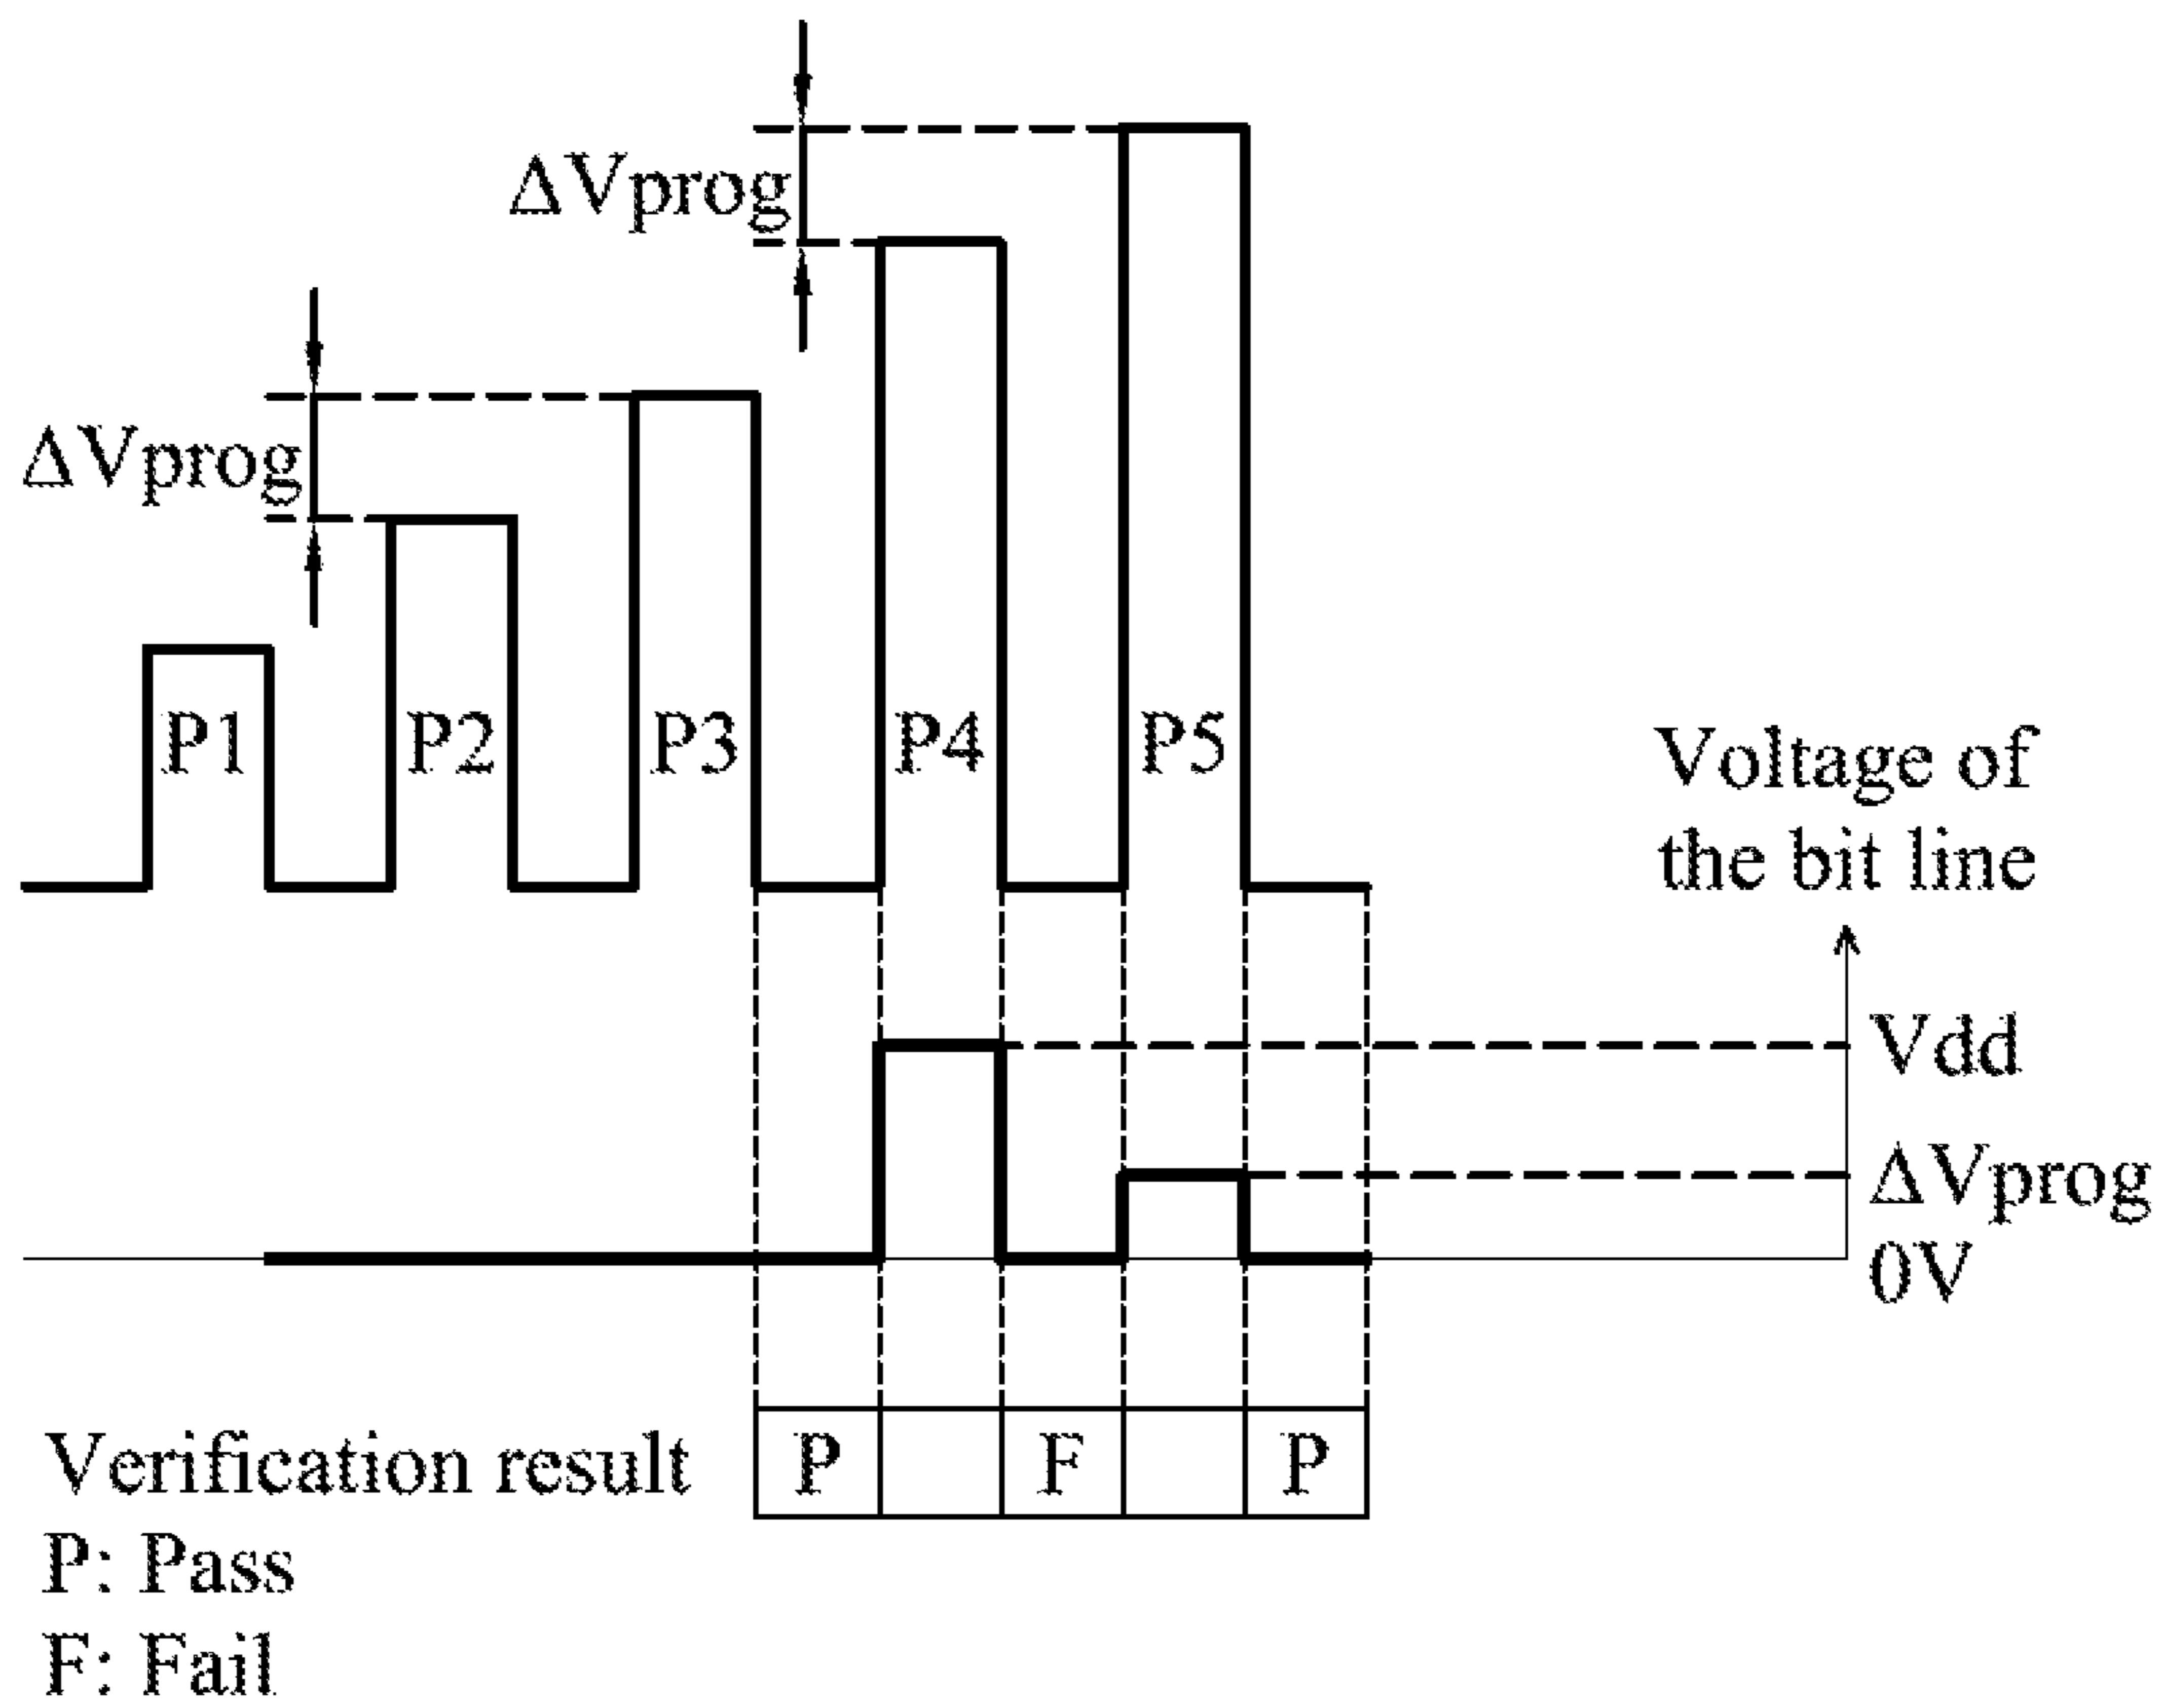 ΔVprog
ΔVprog
P1
P2
P3
P4
P5
Voltage of
the bit line
Vdd
ΔVprog
0V
Verification result
P
F
P
P: Pass
F: Fail